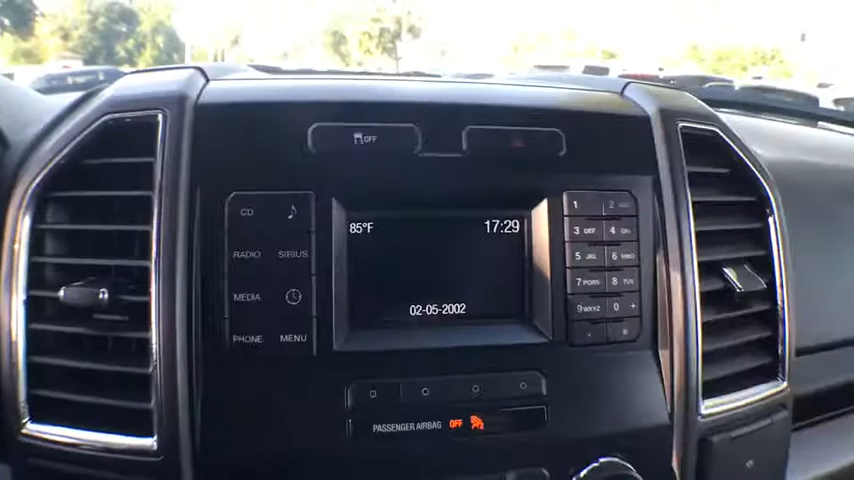 OFF
CD
RADIO SIRIUS
MEDIA
PHONE MENU
85°F 17:29
02-05-2002
1 2 ABC
3 DEF 4 GHI
5 JKL 6 MNO
7 PQRS 8 TUV
9 WXYZ 0 +
PASSENGER AIRBAG OFF